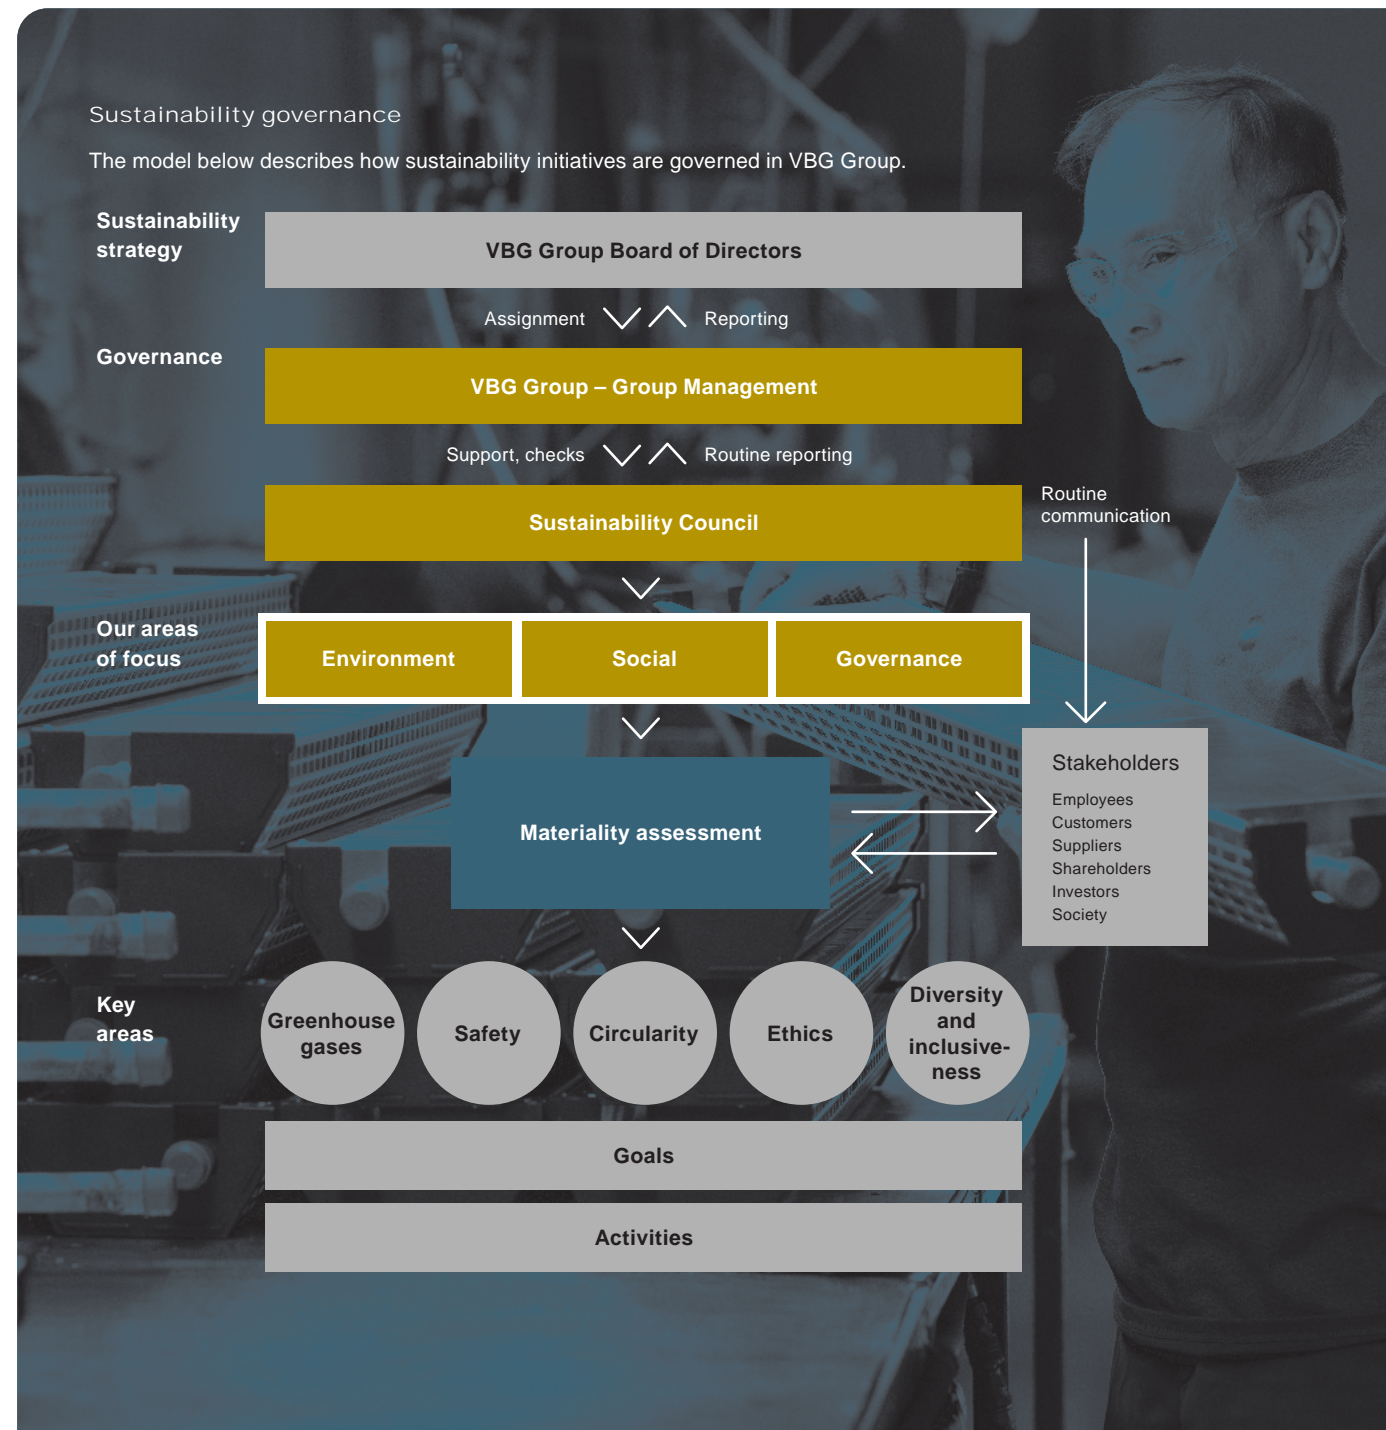 Sustainability governance
The model below describes how sustainability initiatives are governed in VBG Group.
Sustainability
strategy
VBG Group Board of Directors
Assignment
Reporting
Governance
VBG Group – Group Management
Support, checks
Routine reporting
Sustainability Council
Routine
communication
Our areas
of focus
Environment
Social
Governance
Materiality assessment
Stakeholders
Employees
Customers
Suppliers
Shareholders
Investors
Society
Key
areas
Greenhouse
gases
Safety
Circularity
Ethics
Diversity
and
inclusive-
ness
Goals
Activities